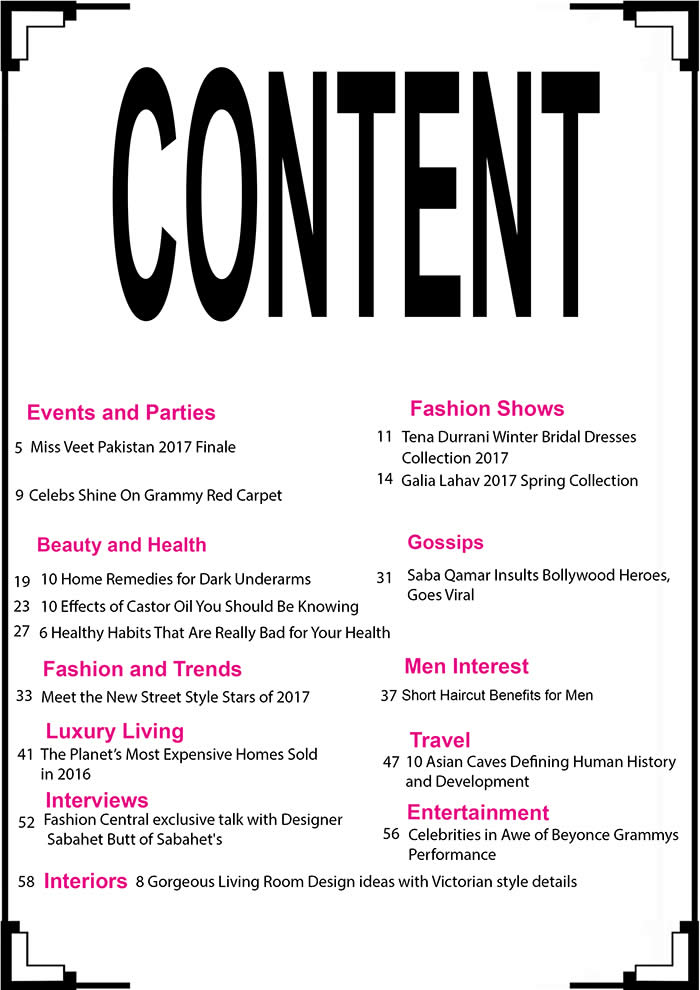 CONTENT
Events and Parties
5 Miss Veet Pakistan 2017 Finale
9 Celebs Shine On Grammy Red Carpet
Fashion Shows
11 Tena Durrani Winter Bridal Dresses
Collection 2017
14 Galia Lahav 2017 Spring Collection
Beauty and Health
19 10 Home Remedies for Dark Underarms
23 10 Effects of Castor Oil You Should Be Knowing
27 6 Healthy Habits That Are Really Bad for Your Health
Gossips
31 Saba Qamar Insults Bollywood Heroes,
Goes Viral
Fashion and Trends
33 Meet the New Street Style Stars of 2017
Men Interest
37 Short Haircut Benefits for Men
Luxury Living
41 The Planet's Most Expensive Homes Sold
in 2016
Travel
47 10 Asian Caves Defining Human History
and Development
Interviews
52 Fashion Central exclusive talk with Designer
Sabahet Butt of Sabahet's
Entertainment
56 Celebrities in Awe of Beyonce Grammys
Performance
58 Interiors 8 Gorgeous Living Room Design ideas with Victorian style details